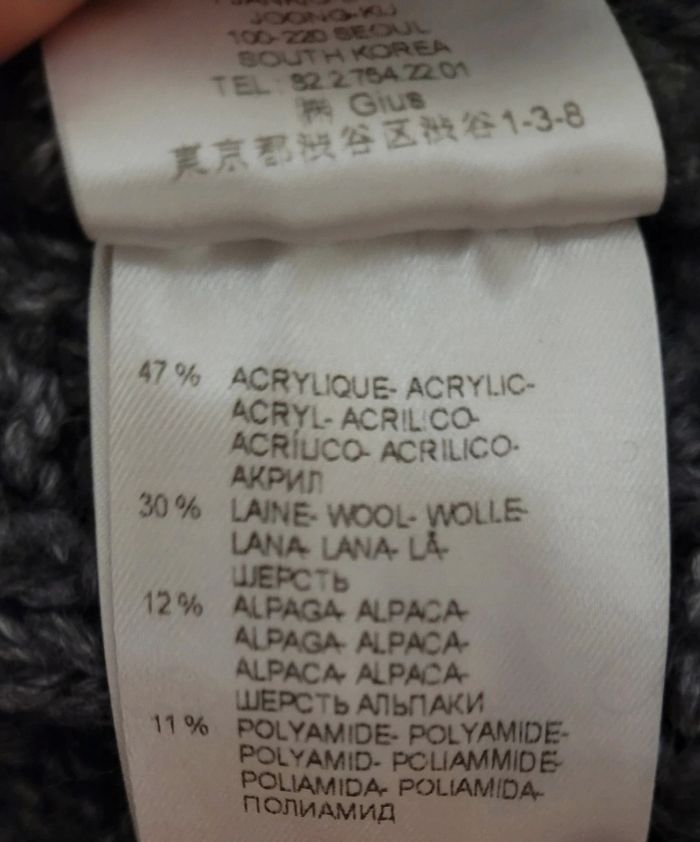 JOONG-KU
100-220 SEOUL
SOUTH KOREA
TEL : 82.2.754.22.01
㈱ Gius
東京都渋谷区渋谷1-3-8
47 % ACRYLIQUE- ACRYLIC-
ACRYL- ACRILICO-
ACRÍLICO- ACRILICO-
АКРИЛ
30 % LAINE- WOOL- WOLLE-
LANA- LANA- LÃ-
ШЕРСТЬ
12 % ALPAGA- ALPACA-
ALPAGA- ALPACA-
ALPACA- ALPACA-
ШЕРСТЬ АЛЬПАКИ
11 % POLYAMIDE- POLYAMIDE-
POLYAMID- POLIAMMIDE-
POLIAMIDA- POLIAMIDA-
ПОЛИАМИД